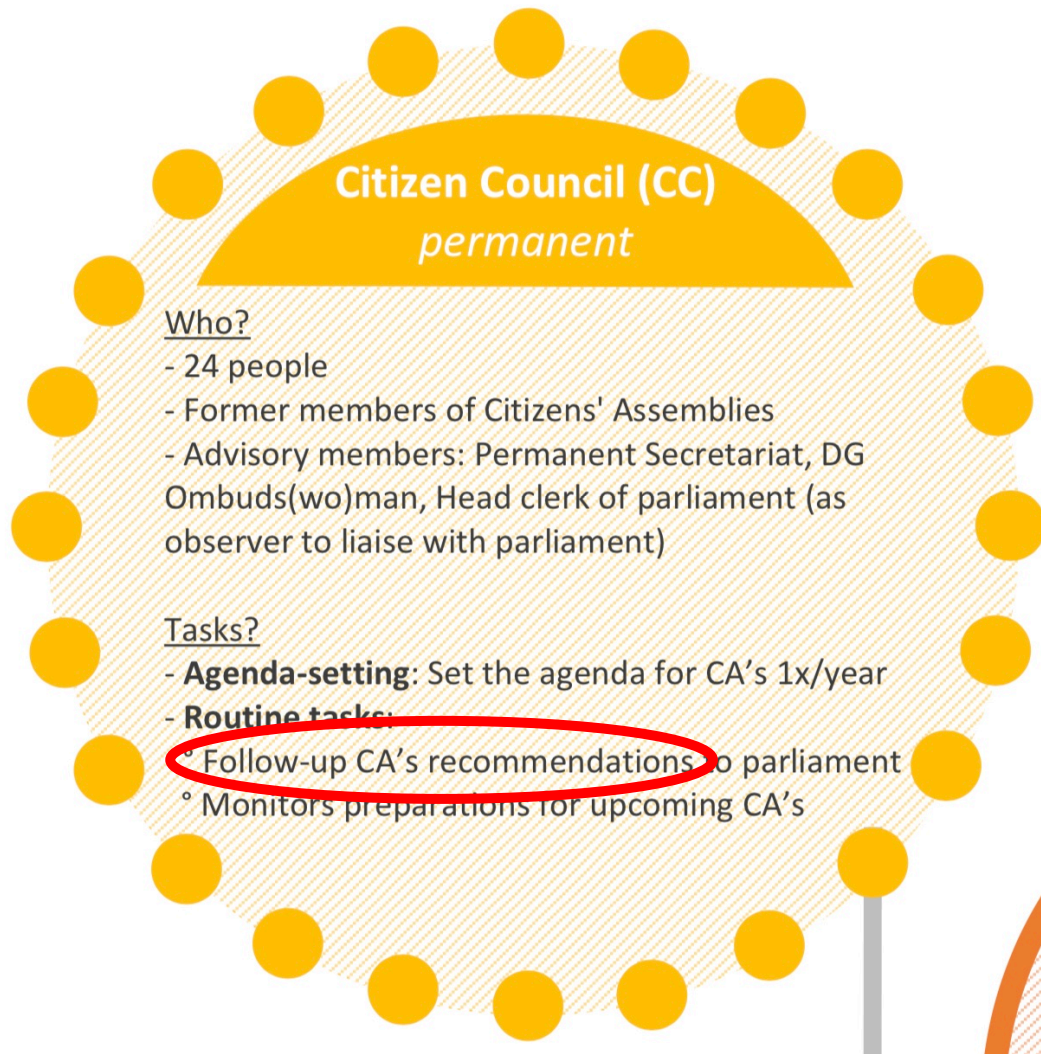 Citizen Council (CC)
permanent
Who?
- 24 people
- Former members of Citizens' Assemblies
- Advisory members: Permanent Secretariat, DG
Ombuds(wo)man, Head clerk of parliament (as
observer to liaise with parliament)
Tasks?
- Agenda-setting: Set the agenda for CA’s 1x/year
- Routine tasks:
° Follow-up CA’s recommendations to parliament
° Monitors preparations for upcoming CA’s